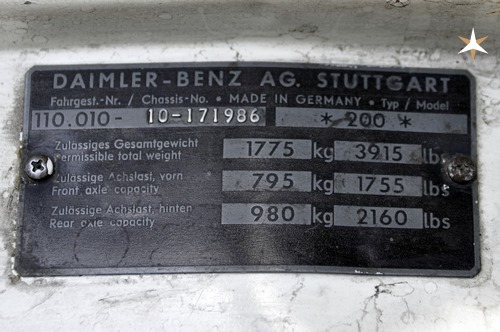 DAIMLER-BENZ AG. STUTTGART
Fahrgest.-Nr. / Chassis-No. • MADE IN GERMANY • Typ / Model
110.010- 10-171986 * 200 *
Zulässiges Gesamtgewicht 1775 kg 3915 lbs
Permissible total weight
Zulässige Achslast, vorn 795 kg 1755 lbs
Front axle capacity
Zulässige Achslast, hinten 980 kg 2160 lbs
Rear axle capacity